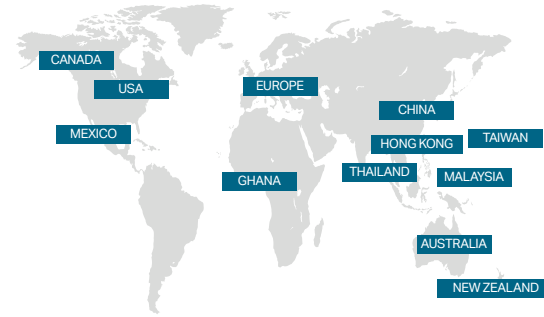 CANADA
USA
EUROPE
CHINA
MEXICO
HONG KONG
TAIWAN
THAILAND
MALAYSIA
GHANA
AUSTRALIA
NEW ZEALAND